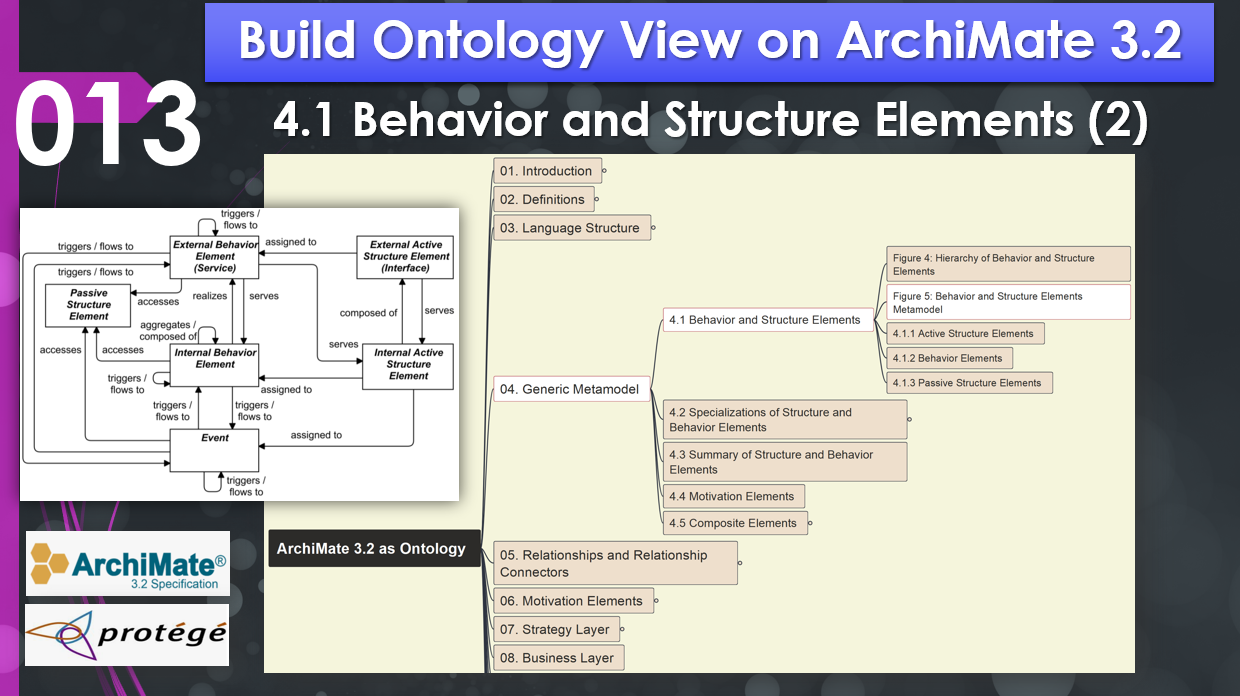 Build Ontology View on ArchiMate 3.2
013
4.1 Behavior and Structure Elements (2)
triggers /
flows to
triggers / flows to
External Behavior
Element
(Service)
assigned to
External Active
Structure Element
(Interface)
triggers / flows to
Passive
Structure
Element
accesses
realizes
serves
composed of
serves
aggregates /
composed of
accesses
accesses
Internal Behavior
Element
serves
Internal Active
Structure
Element
triggers /
flows to
assigned to
triggers /
flows to
triggers /
flows to
Event
assigned to
triggers /
flows to
ArchiMate®
3.2 Specification
protégé
ArchiMate 3.2 as Ontology
01. Introduction
02. Definitions
03. Language Structure
04. Generic Metamodel
4.1 Behavior and Structure Elements
Figure 4: Hierarchy of Behavior and Structure
Elements
Figure 5: Behavior and Structure Elements
Metamodel
4.1.1 Active Structure Elements
4.1.2 Behavior Elements
4.1.3 Passive Structure Elements
4.2 Specializations of Structure and
Behavior Elements
4.3 Summary of Structure and Behavior
Elements
4.4 Motivation Elements
4.5 Composite Elements
05. Relationships and Relationship
Connectors
06. Motivation Elements
07. Strategy Layer
08. Business Layer